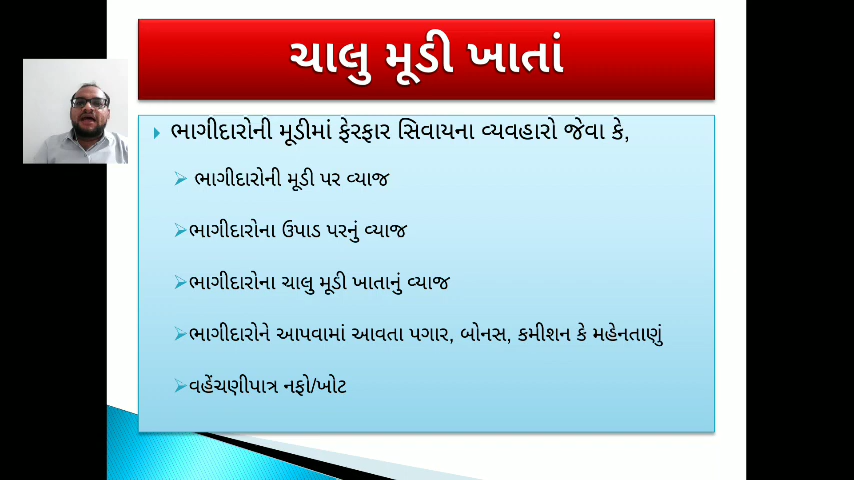 ચાલુ મૂડી ખાતાં
ભાગીદારોની મૂડીમાં ફેરફાર સિવાયના વ્યવહારો જેવા કે,
ભાગીદારોની મૂડી પર વ્યાજ
ભાગીદારોના ઉપાડ પરનું વ્યાજ
ભાગીદારોના ચાલુ મૂડી ખાતાનું વ્યાજ
ભાગીદારોને આપવામાં આવતા પગાર, બોનસ, કમીશન કે મહેનતાણું
વહેંચણીપાત્ર નફો/ખોટ